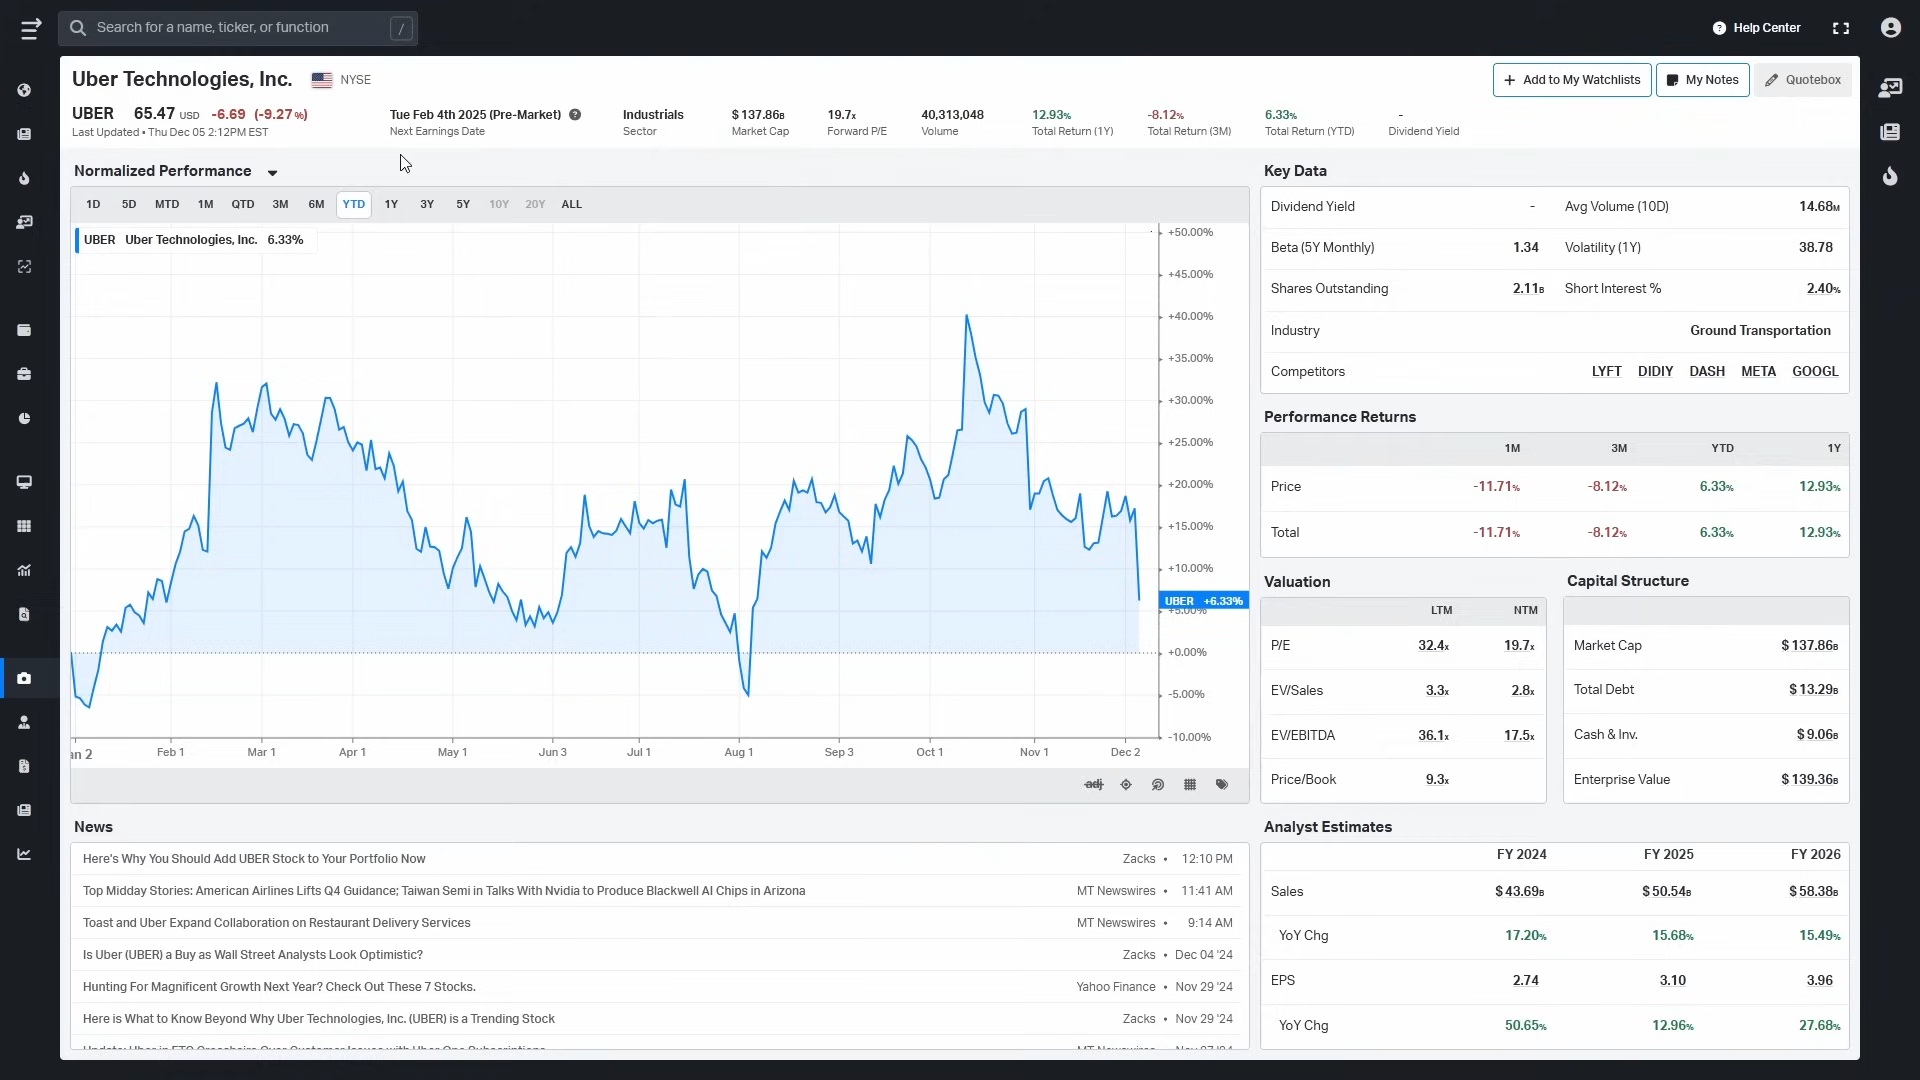 Search for a name, ticker, or function /
Help Center
Uber Technologies, Inc. NYSE
Add to My Watchlists My Notes Quotebox
UBER 65.47 USD -6.69 (-9.27%)
Last Updated • Thu Dec 05 2:12PM EST
Tue Feb 4th 2025 (Pre-Market) ?
Next Earnings Date
Industrials
Sector
$ 137.86B
Market Cap
19.7x
Forward P/E
40,313,048
Volume
12.93%
Total Return (1Y)
-8.12%
Total Return (3M)
6.33%
Total Return (YTD)
-
Dividend Yield
Normalized Performance
1D 5D MTD 1M QTD 3M 6M YTD 1Y 3Y 5Y 10Y 20Y ALL
UBER Uber Technologies, Inc. 6.33%
+50.00%
+45.00%
+40.00%
+35.00%
+30.00%
+25.00%
+20.00%
+15.00%
+10.00%
UBER +6.33%
+5.00%
+0.00%
-5.00%
-10.00%
an 2 Feb 1 Mar 1 Apr 1 May 1 Jun 3 Jul 1 Aug 1 Sep 3 Oct 1 Nov 1 Dec 2
adj
Key Data
Dividend Yield - Avg Volume (10D) 14.68M
Beta (5Y Monthly) 1.34 Volatility (1Y) 38.78
Shares Outstanding 2.11B Short Interest % 2.40%
Industry Ground Transportation
Competitors LYFT DIDIY DASH META GOOGL
Performance Returns
1M 3M YTD 1Y
Price -11.71% -8.12% 6.33% 12.93%
Total -11.71% -8.12% 6.33% 12.93%
Valuation
LTM NTM
P/E 32.4x 19.7x
EV/Sales 3.3x 2.8x
EV/EBITDA 36.1x 17.5x
Price/Book 9.3x
Capital Structure
Market Cap $ 137.86B
Total Debt $ 13.29B
Cash & Inv. $ 9.06B
Enterprise Value $ 139.36B
News
Here's Why You Should Add UBER Stock to Your Portfolio Now Zacks • 12:10 PM
Top Midday Stories: American Airlines Lifts Q4 Guidance; Taiwan Semi in Talks With Nvidia to Produce Blackwell AI Chips in Arizona MT Newswires • 11:41 AM
Toast and Uber Expand Collaboration on Restaurant Delivery Services MT Newswires • 9:14 AM
Is Uber (UBER) a Buy as Wall Street Analysts Look Optimistic? Zacks • Dec 04 '24
Hunting For Magnificent Growth Next Year? Check Out These 7 Stocks. Yahoo Finance • Nov 29 '24
Here is What to Know Beyond Why Uber Technologies, Inc. (UBER) is a Trending Stock Zacks • Nov 29 '24
Analyst Estimates
FY 2024 FY 2025 FY 2026
Sales $ 43.69B $ 50.54B $ 58.38B
YoY Chg 17.20% 15.68% 15.49%
EPS 2.74 3.10 3.96
YoY Chg 50.65% 12.96% 27.68%